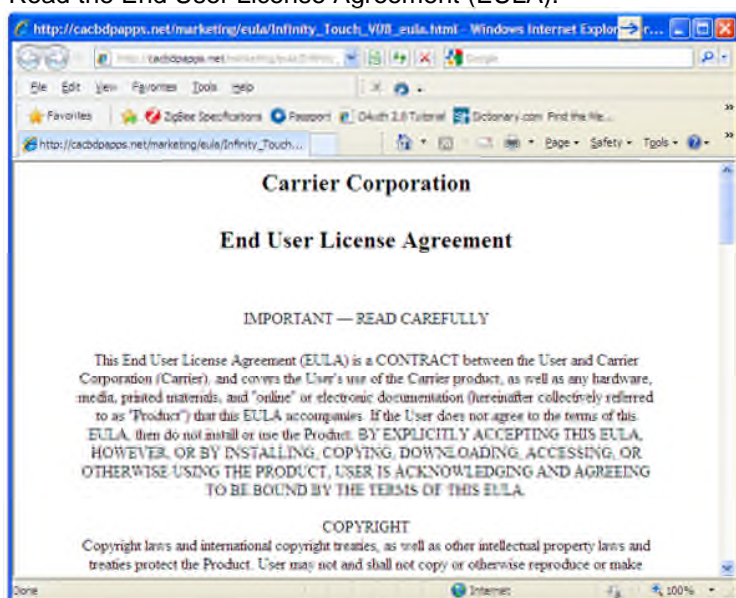 Read the End User License Agreement (EULA).
http://cacbdpapps.net/marketing/eula/Infinity_Touch_V08_eula.html - Windows Internet Explor r...
File Edit View Favorites Tools Help
Favorites ZigBee Specifications Passport OAuth 2.0 Tutorial Dictionary.com Find the Me...
http://cacbdpapps.net/marketing/eula/Infinity_Touch... Page Safety Tools
Carrier Corporation
End User License Agreement
IMPORTANT — READ CAREFULLY
This End User License Agreement (EULA) is a CONTRACT between the User and Carrier
Corporation (Carrier), and covers the User's use of the Carrier product, as well as any hardware,
media, printed materials, and "online" or electronic documentation (hereinafter collectively referred
to as "Product") that this EULA accompanies. If the User does not agree to the terms of this
EULA, then do not install or use the Product. BY EXPLICITLY ACCEPTING THIS EULA,
HOWEVER, OR BY INSTALLING, COPYING, DOWNLOADING, ACCESSING, OR
OTHERWISE USING THE PRODUCT, USER IS ACKNOWLEDGING AND AGREEING
TO BE BOUND BY THE TERMS OF THIS EULA.
COPYRIGHT
Copyright laws and international copyright treaties, as well as other intellectual property laws and
treaties protect the Product. User may not and shall not copy or otherwise reproduce or make
Done Internet 100%